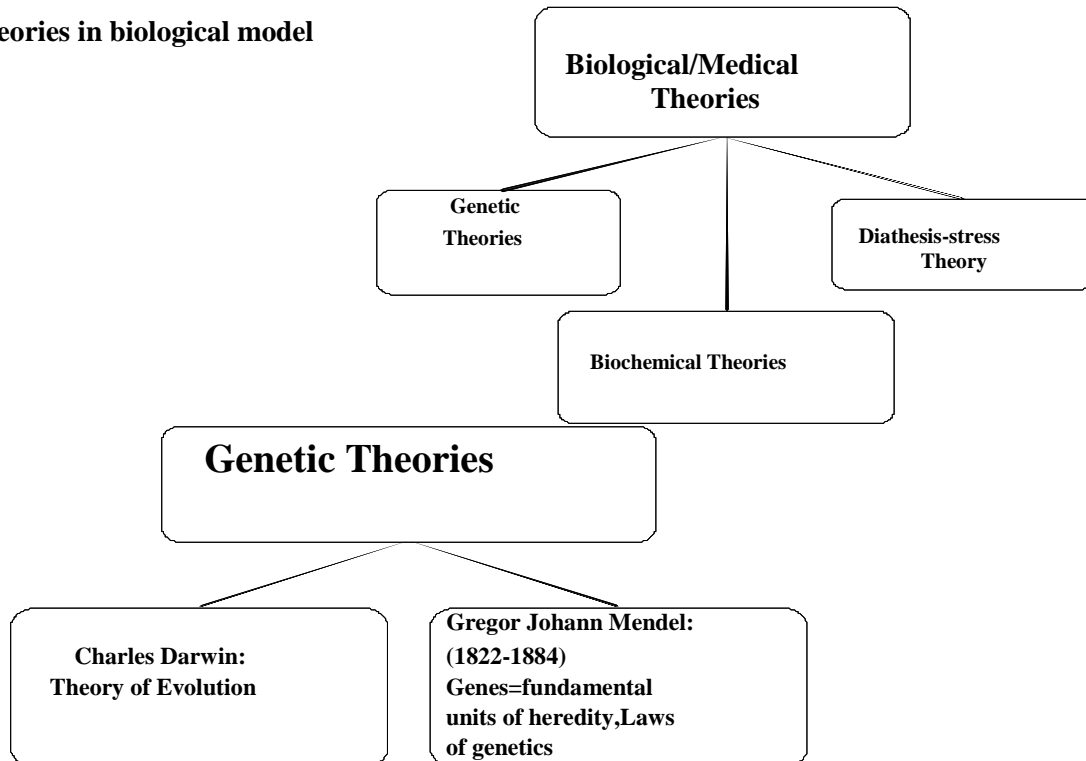 eories in biological model
Biological/Medical
Theories
Genetic
Theories
Diathesis-stress
Theory
Biochemical Theories
Genetic Theories
Charles Darwin:
Theory of Evolution
Gregor Johann Mendel:
(1822-1884)
Genes=fundamental
units of heredity,Laws
of genetics